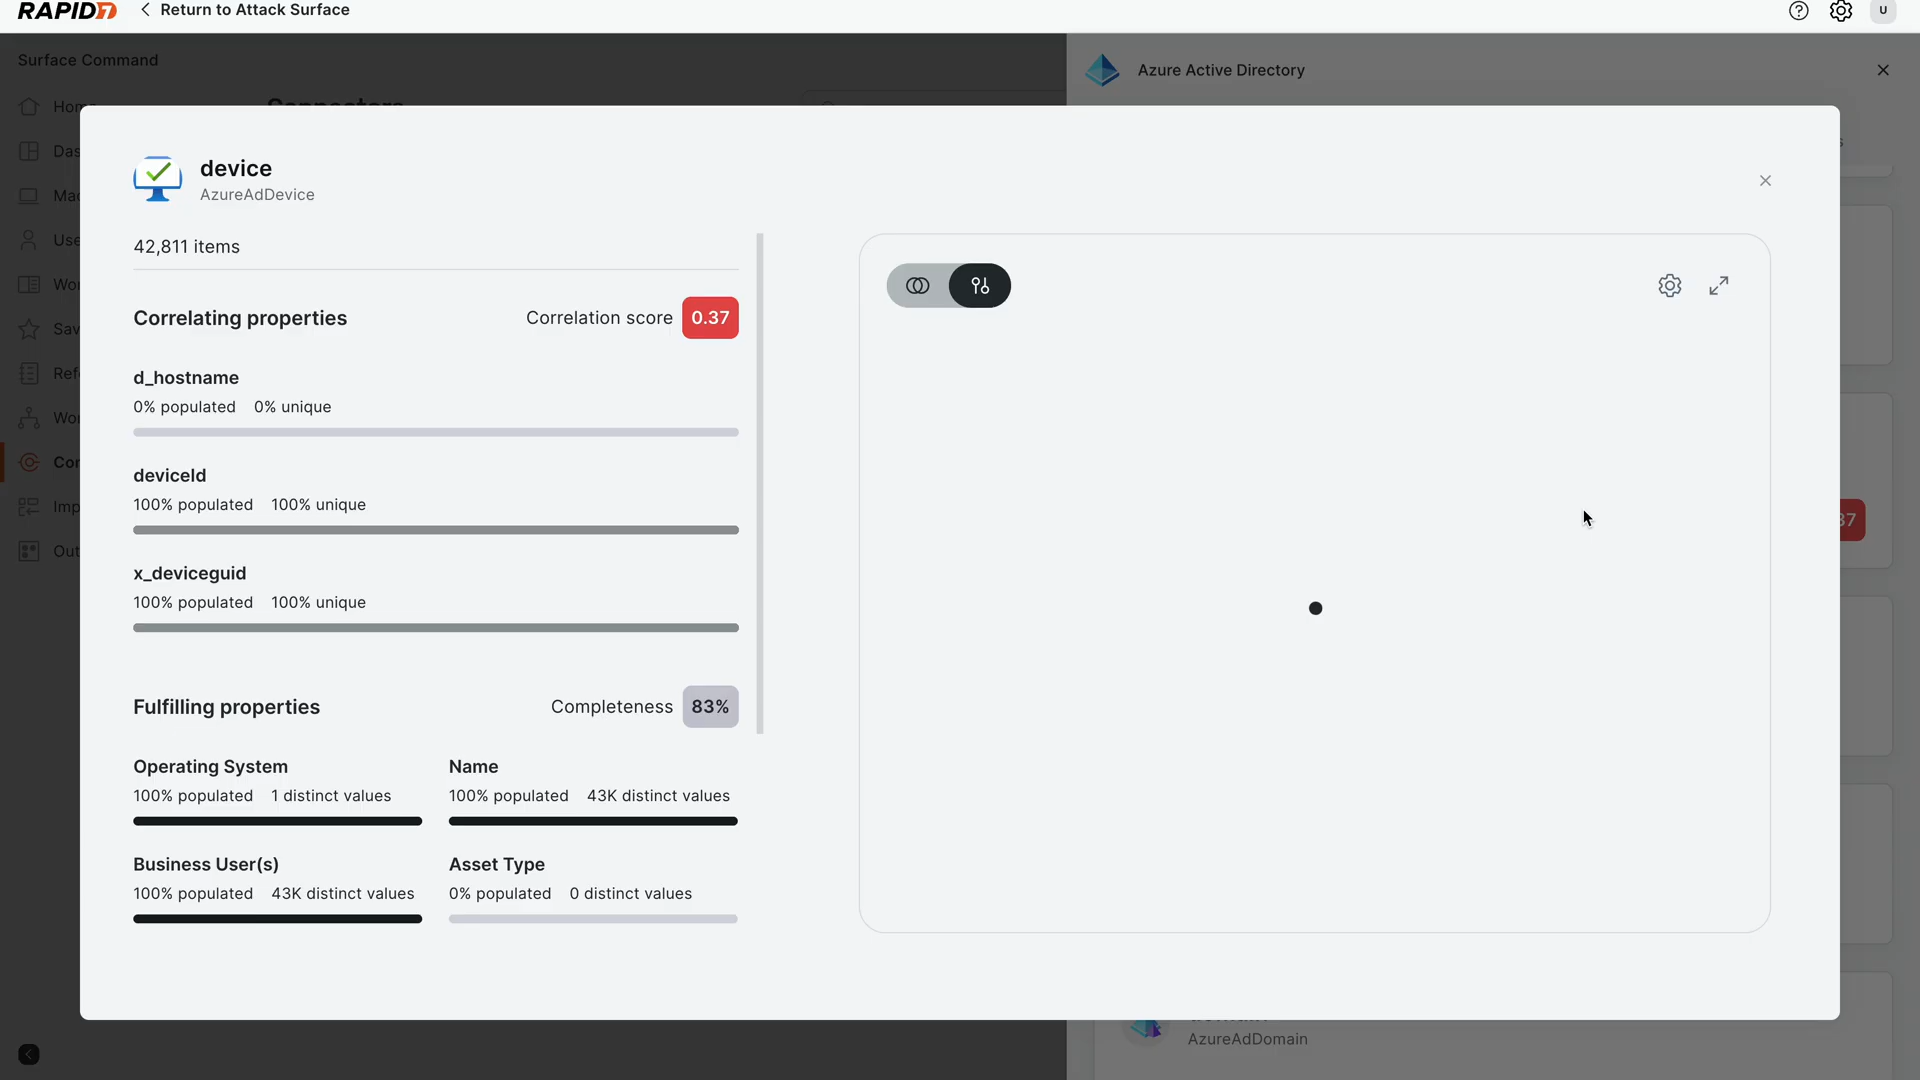 RAPID7
Return to Attack Surface
U
Surface Command
Azure Active Directory
device
AzureAdDevice
42,811 items
Correlating properties
Correlation score 0.37
d_hostname
0% populated 0% unique
deviceId
100% populated 100% unique
x_deviceguid
100% populated 100% unique
Fulfilling properties
Completeness 83%
Operating System
100% populated 1 distinct values
Name
100% populated 43K distinct values
Business User(s)
100% populated 43K distinct values
Asset Type
0% populated 0 distinct values
AzureAdDomain